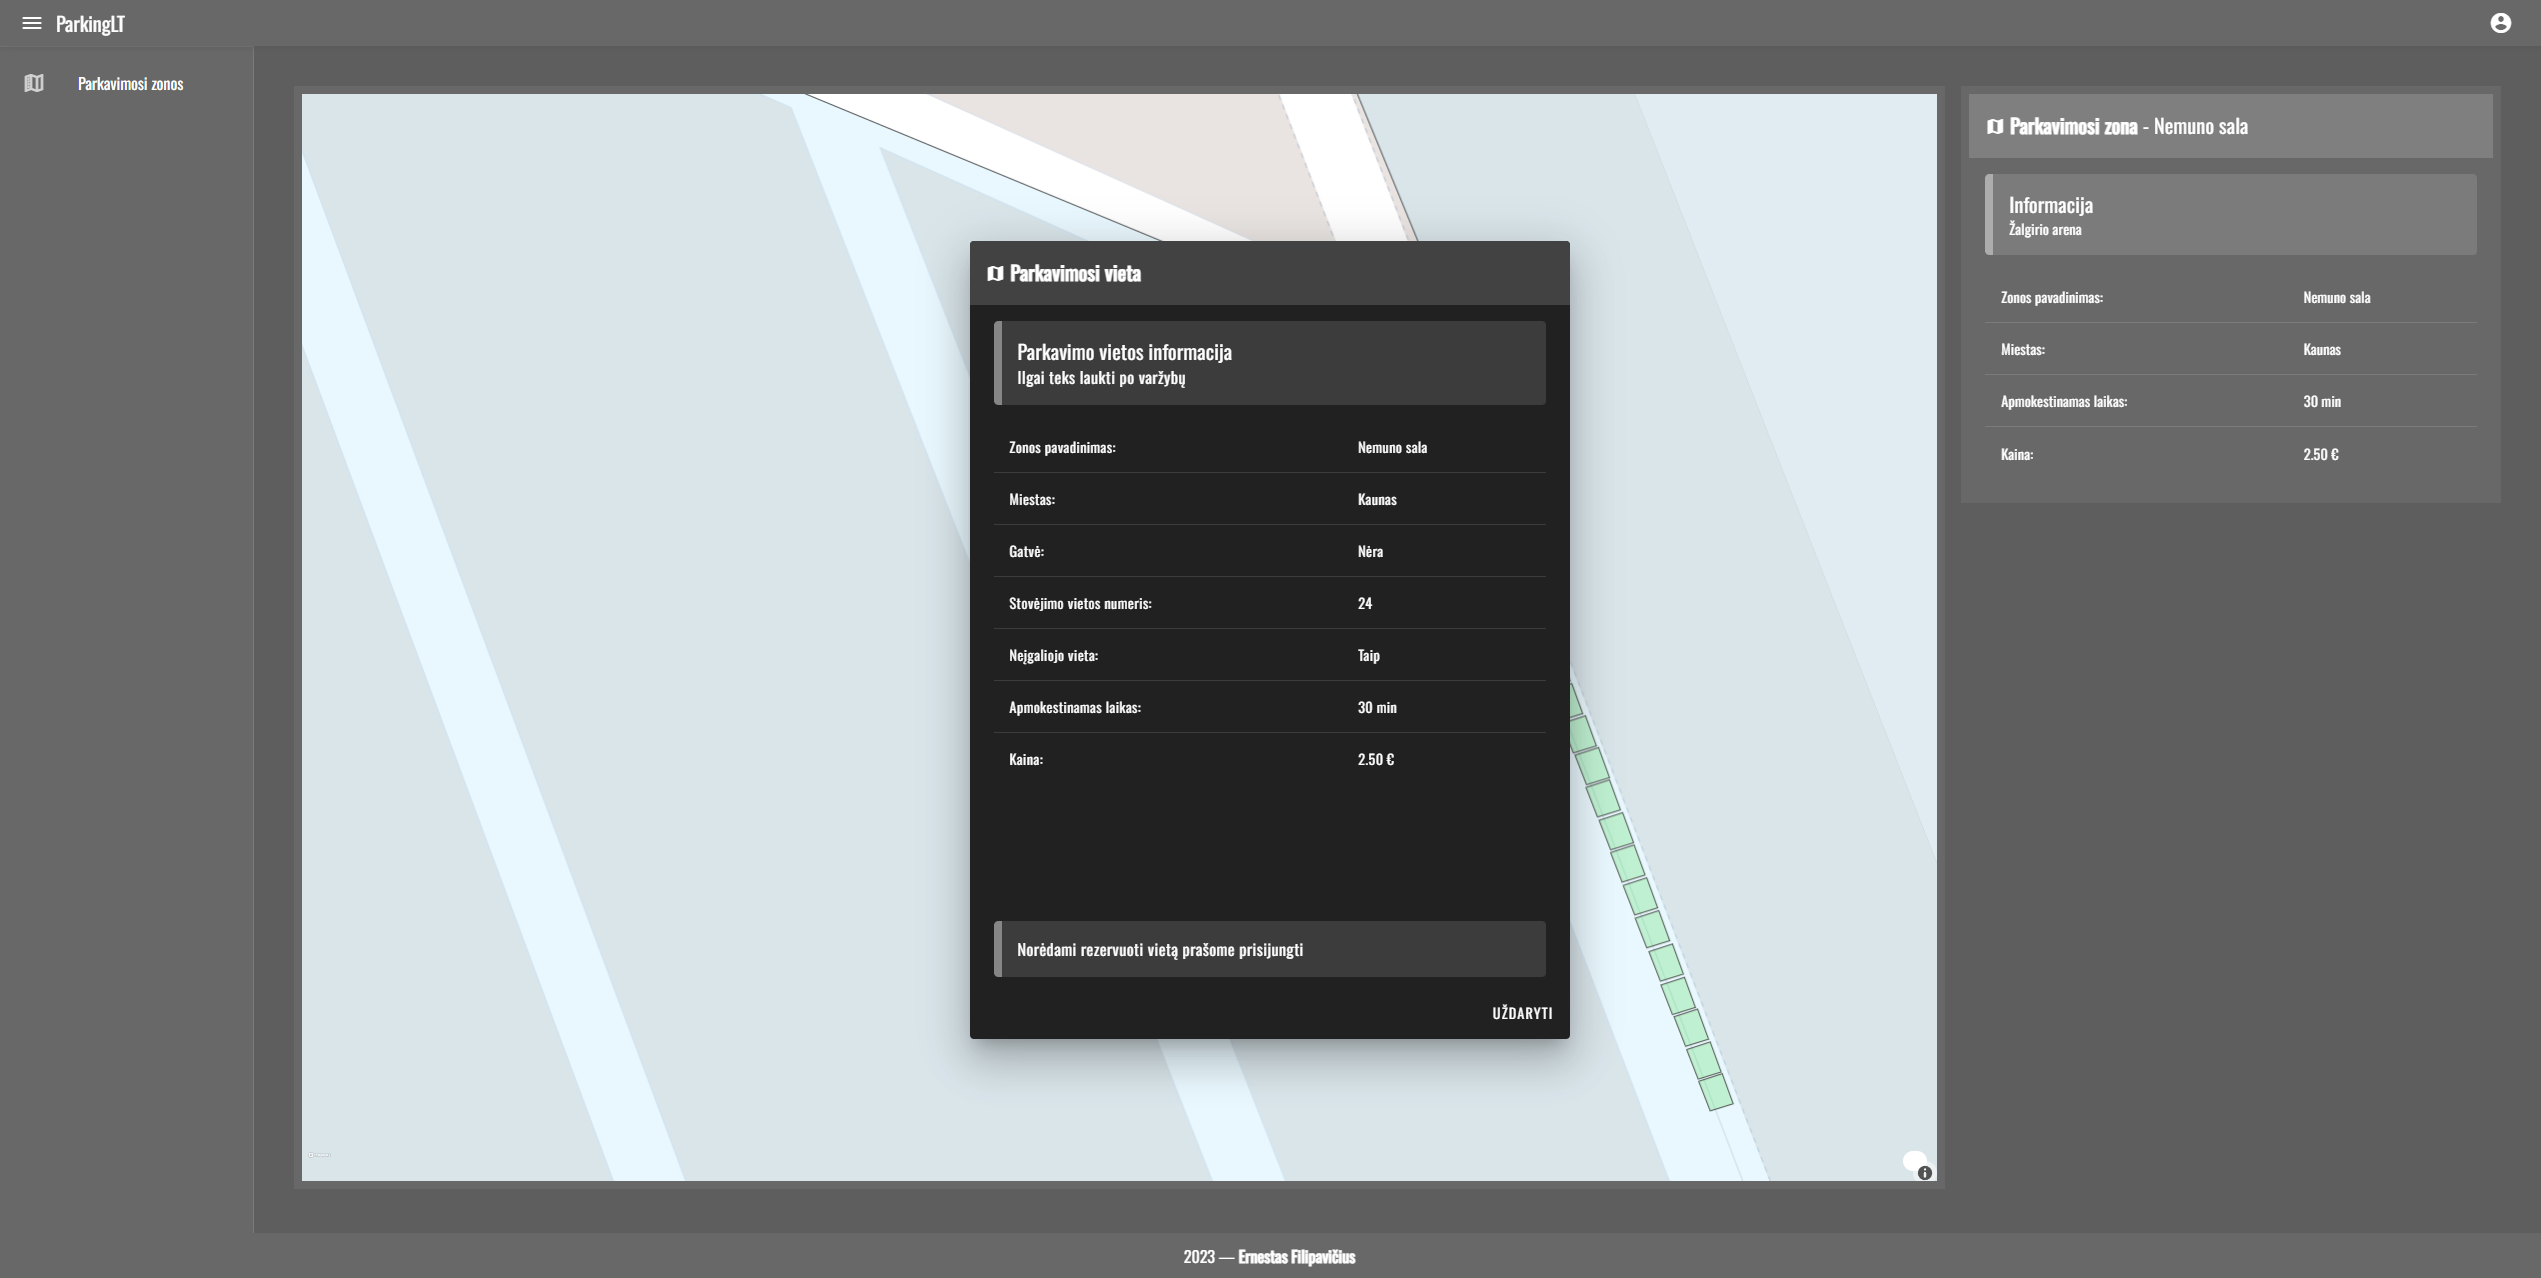 ParkingLT
Parkavimosi zonos
Parkavimosi zona - Nemuno sala
Informacija
Žalgirio arena
Zonos pavadinimas: Nemuno sala
Miestas: Kaunas
Apmokestinamas laikas: 30 min
Kaina: 2.50 €
Parkavimosi vieta
Parkavimo vietos informacija
Ilgai teks laukti po varžybų
Zonos pavadinimas: Nemuno sala
Miestas: Kaunas
Gatvė: Nėra
Stovėjimo vietos numeris: 24
Neįgaliojo vieta: Taip
Apmokestinamas laikas: 30 min
Kaina: 2.50 €
Norėdami rezervuoti vietą prašome prisijungti
UŽDARYTI
2023 — Ernestas Filipavičius